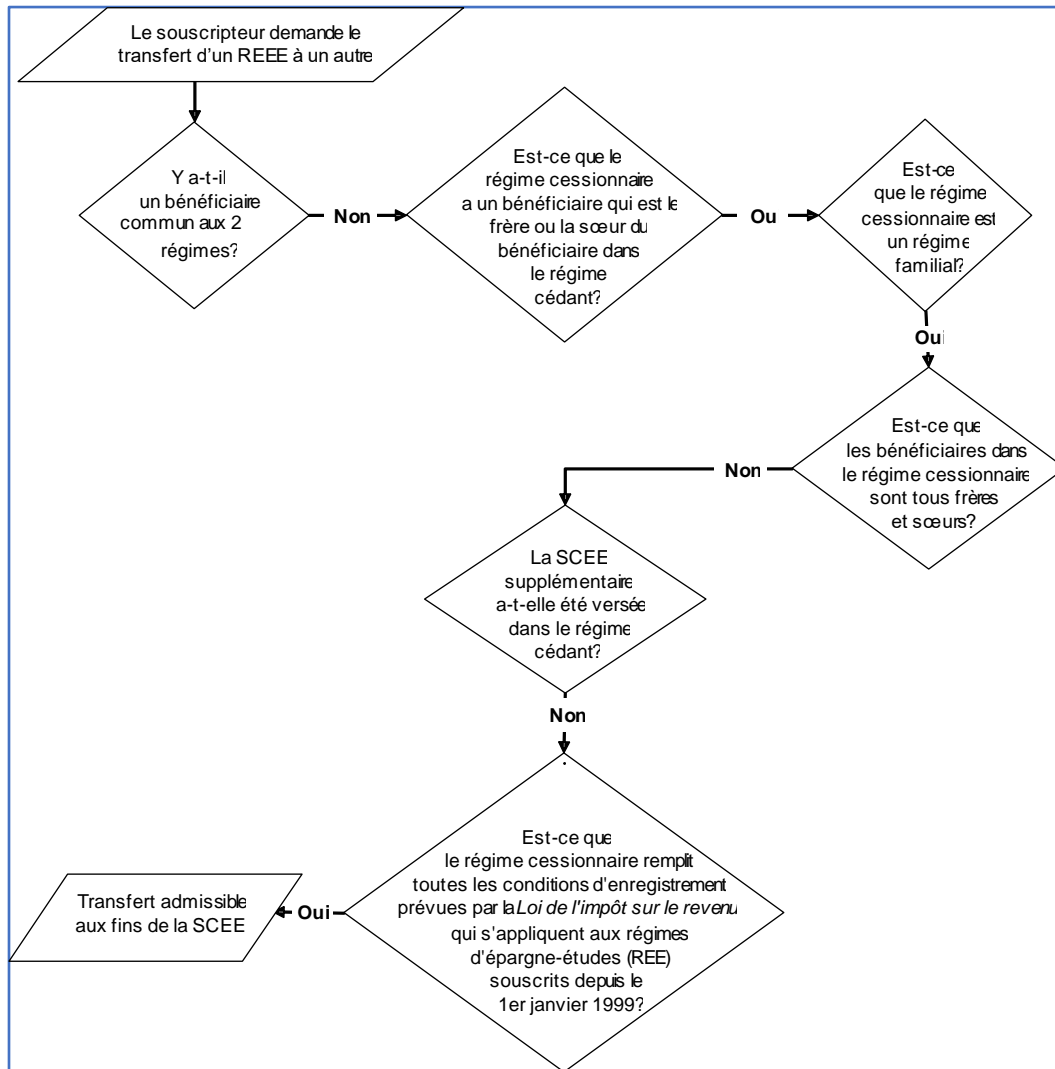 Le souscripteur demande le
transfert d’un REEE à un autre
Y a-t-il
un bénéficiaire
commun aux 2
régimes?
Non
Est-ce que le
régime cessionnaire
a un bénéficiaire qui est le
frère ou la sœur du
bénéficiaire dans
le régime
cédant?
Ou
Est-ce
que le régime
cessionnaire est
un régime
familial?
Oui
Est-ce que
les bénéficiaires dans
le régime cessionnaire
sont tous frères
et sœurs?
Non
La SCEE
supplémentaire
a-t-elle été versée
dans le régime
cédant?
Non
Est-ce que
le régime cessionnaire remplit
toutes les conditions d'enregistrement
prévues par la Loi de l'impôt sur le revenu
qui s'appliquent aux régimes
d'épargne-études (REE)
souscrits depuis le
1er janvier 1999?
Oui
Transfert admissible
aux fins de la SCEE